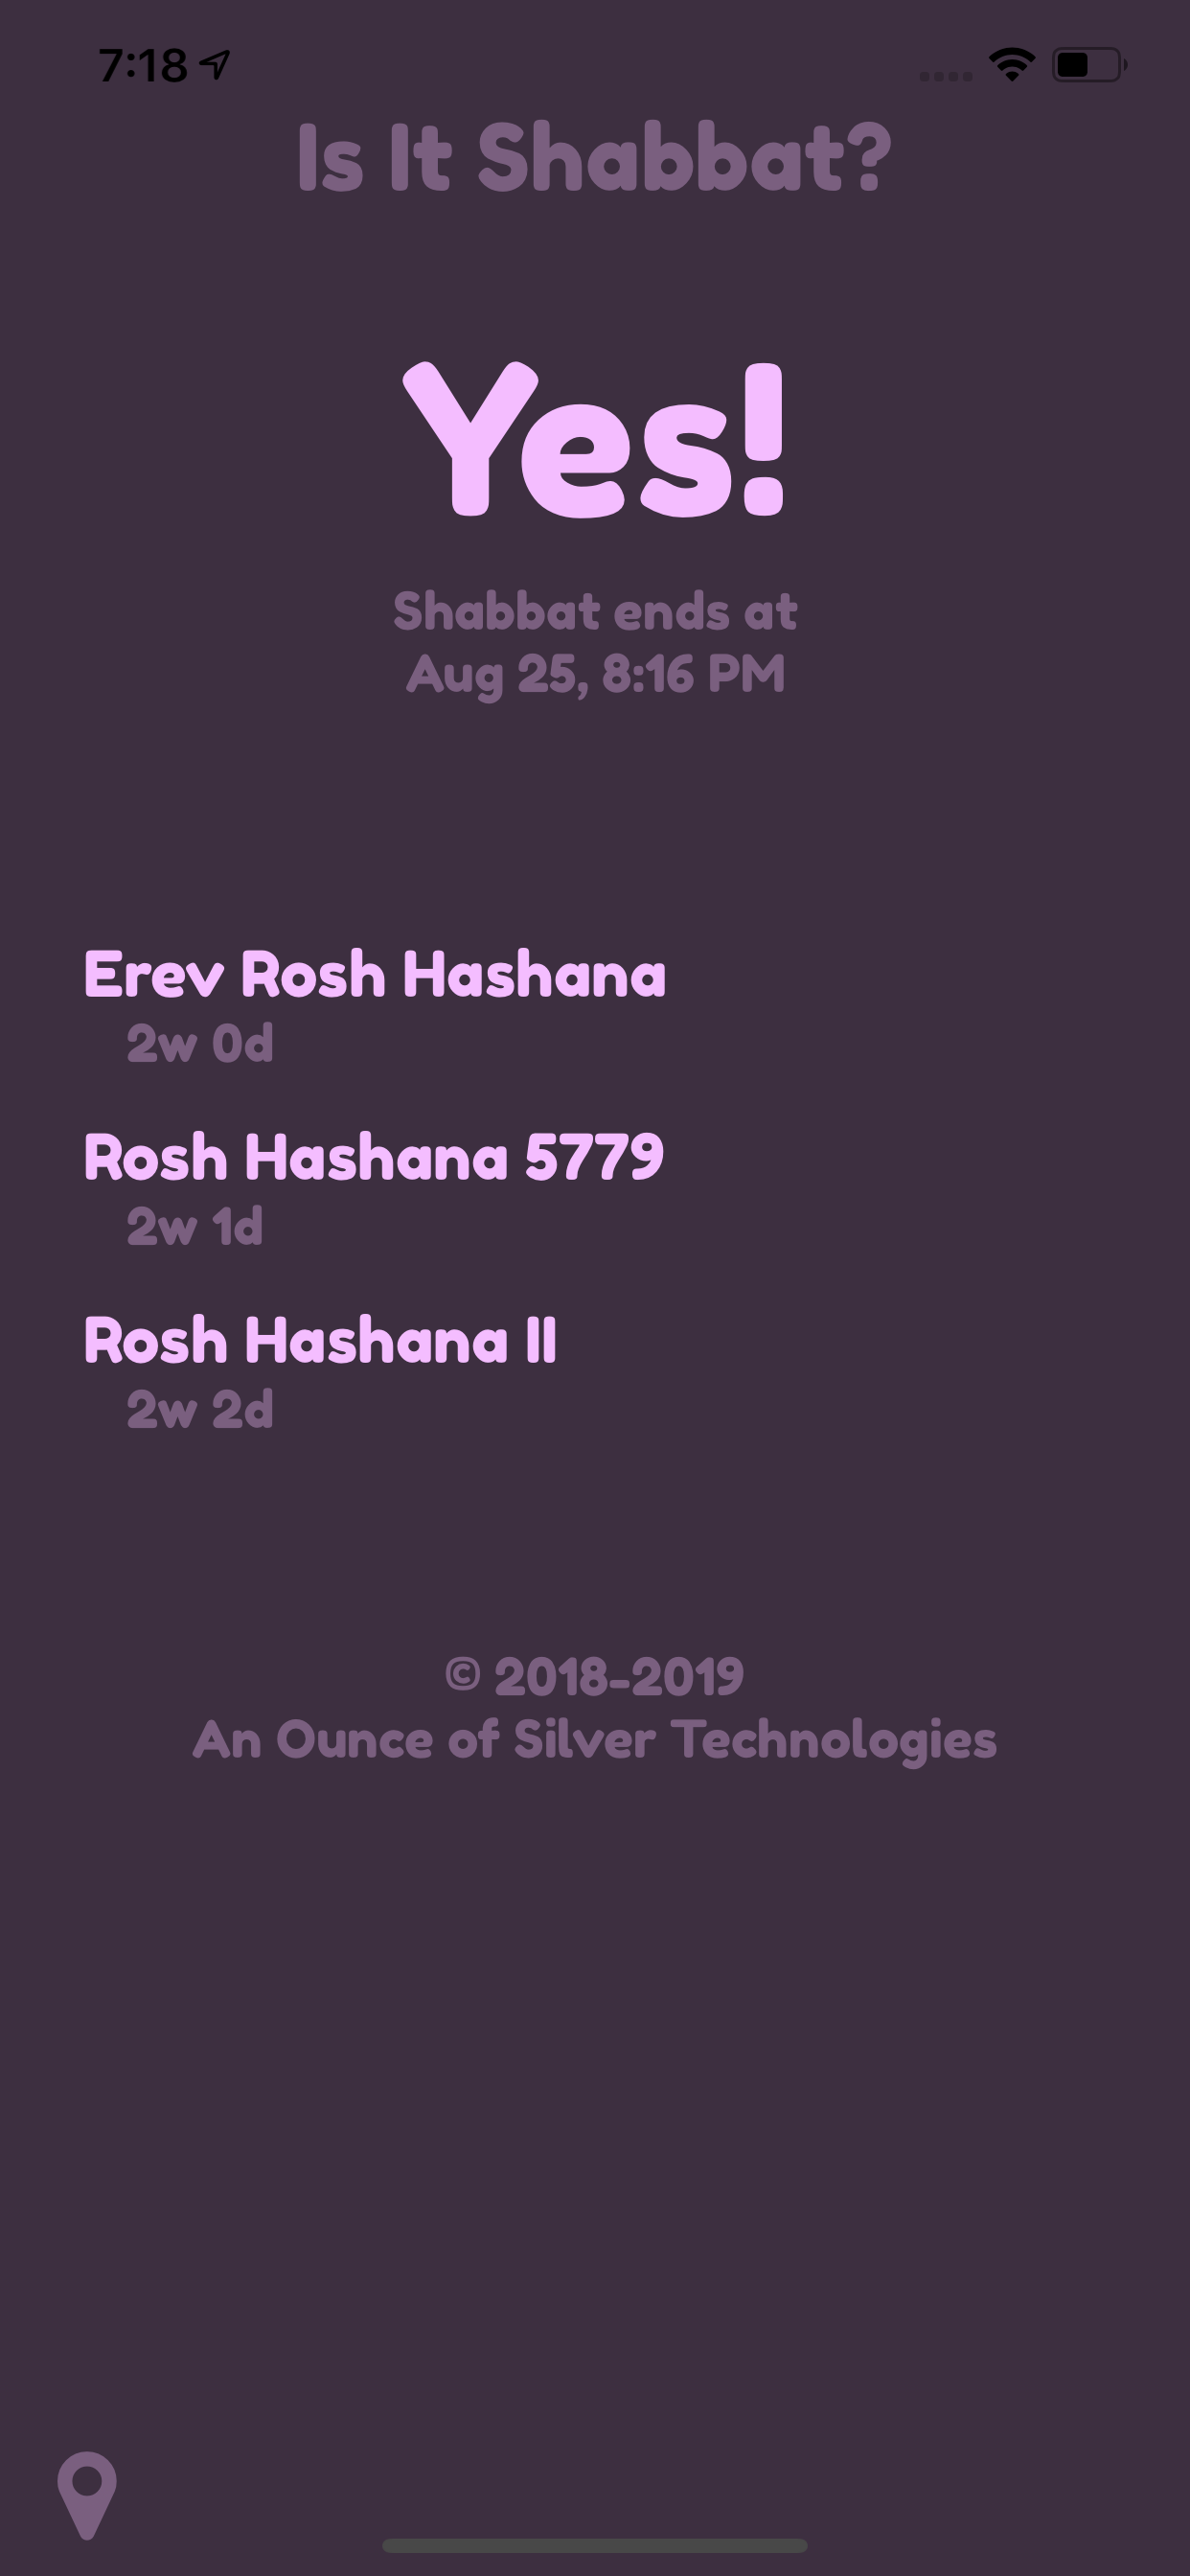 7:18
Is It Shabbat?
Yes!
Shabbat ends at
Aug 25, 8:16 PM
Erev Rosh Hashana
2w 0d
Rosh Hashana 5779
2w 1d
Rosh Hashana II
2w 2d
© 2018-2019
An Ounce of Silver Technologies